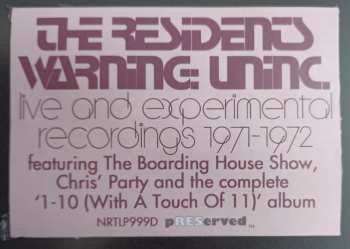 THE RESIDENTS
WARNING: UNINC.
live and experimental
recordings 1971-1972
featuring The Boarding House Show,
Chris' Party and the complete
'1-10 (With A Touch Of 11)' album
NRTLP999D pREServed™